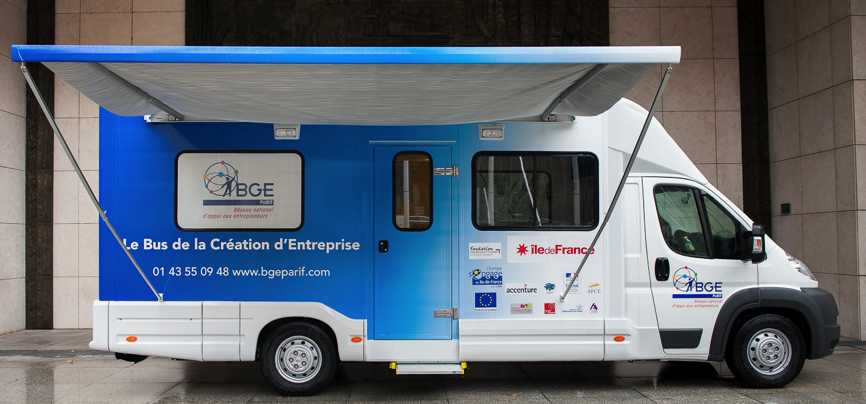 BGE
PaRIF
Réseau national
d'appui aux entrepreneurs
Le Bus de la Création d'Entreprise
01 43 55 09 48 www.bgeparif.com
îledeFrance
accenture
AFCE
BGE
PaRIF
Réseau national
d'appui aux entrepreneurs